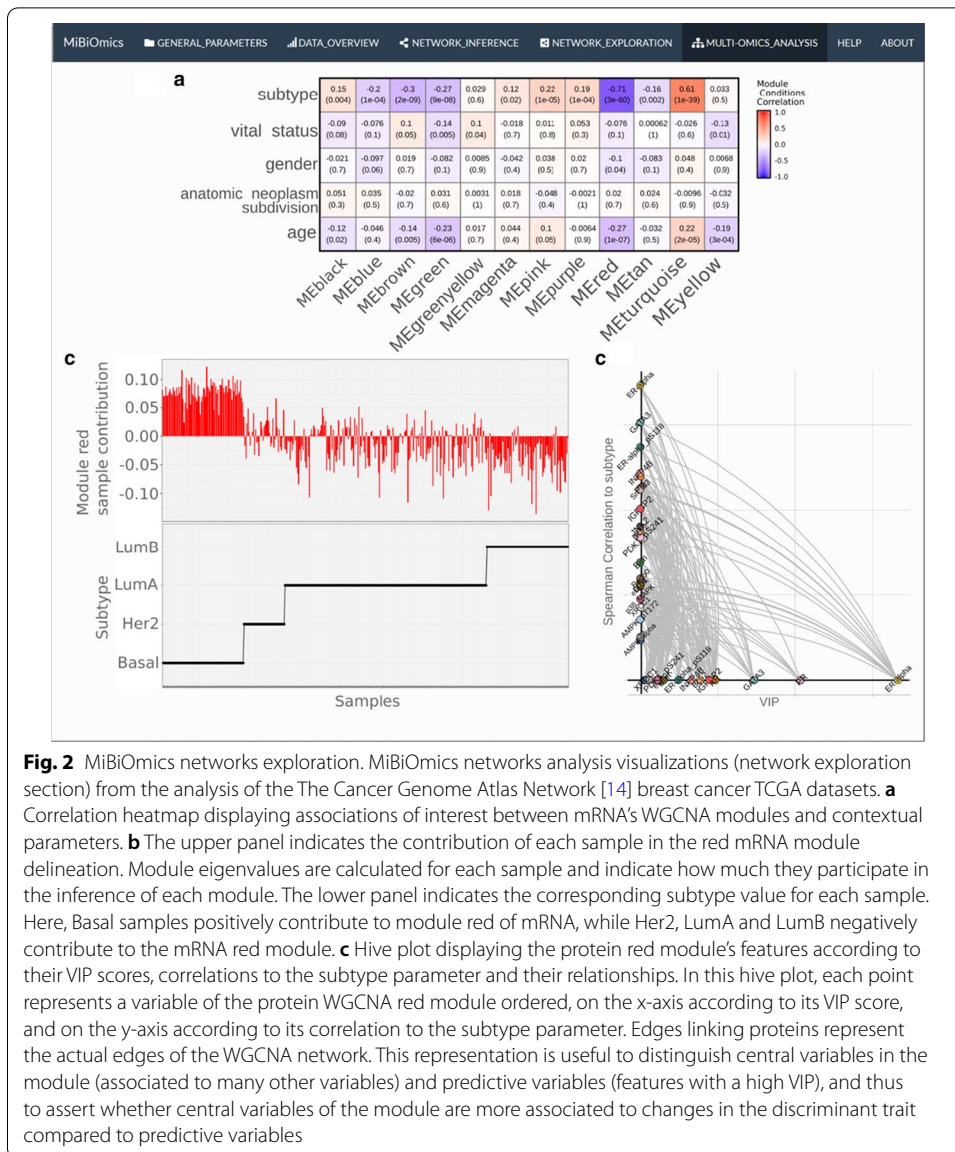 MiBiOmics GENERAL_PARAMETERS DATA_OVERVIEW NETWORK_INFERENCE NETWORK_EXPLORATION MULTI-OMICS_ANALYSIS HELP ABOUT
a
subtype 0.15 -0.2 -0.3 -0.27 0.029 0.12 0.22 0.19 -0.71 -0.16 0.61 0.033
(0.004) (1e-04) (2e-09) (9e-08) (0.6) (0.02) (1e-05) (1e-04) (3e-60) (0.002) (1e-39) (0.5)
vital status -0.09 -0.076 0.1 -0.14 0.1 -0.018 0.011 0.053 -0.076 0.00062 -0.026 -0.13
(0.08) (0.1) (0.05) (0.005) (0.04) (0.7) (0.8) (0.3) (0.1) (1) (0.6) (0.01)
gender -0.021 -0.097 0.019 -0.082 0.0085 -0.042 0.038 0.02 -0.1 -0.083 0.048 0.0068
(0.7) (0.06) (0.7) (0.1) (0.9) (0.4) (0.5) (0.7) (0.04) (0.1) (0.4) (0.9)
anatomic neoplasm
subdivision
0.051 0.035 -0.02 0.031 0.0031 0.018 -0.048 -0.0021 0.02 0.024 -0.0096 -0.032
(0.3) (0.5) (0.7) (0.6) (1) (0.7) (0.4) (1) (0.7) (0.6) (0.9) (0.5)
age -0.12 -0.046 -0.14 -0.23 0.017 0.044 0.1 -0.0064 -0.27 -0.032 0.22 -0.19
(0.02) (0.4) (0.005) (6e-06) (0.7) (0.4) (0.05) (0.9) (1e-07) (0.5) (2e-05) (3e-04)
MEblack MEblue MEbrown MEgreen MEgreenyellow MEmagenta MEpink MEpurple MEred MEtan MEturquoise MEyellow
Module
Conditions
Correlation
1.0
0.5
0.0
-0.5
-1.0
c
Module red
sample contribution
0.10
0.05
0.00
-0.05
-0.10
Subtype
LumB
LumA
Her2
Basal
Samples
c
Spearman Correlation to subtype
ER-alpha
GATA3
ER-alpha_pS118
INPP4B
VIP
GATA3
ER-alpha
Fig. 2 MiBiOmics networks exploration. MiBiOmics networks analysis visualizations (network exploration
section) from the analysis of the The Cancer Genome Atlas Network [14] breast cancer TCGA datasets. a
Correlation heatmap displaying associations of interest between mRNA's WGCNA modules and contextual
parameters. b The upper panel indicates the contribution of each sample in the red mRNA module
delineation. Module eigenvalues are calculated for each sample and indicate how much they participate in
the inference of each module. The lower panel indicates the corresponding subtype value for each sample.
Here, Basal samples positively contribute to module red of mRNA, while Her2, LumA and LumB negatively
contribute to the mRNA red module. c Hive plot displaying the protein red module's features according to
their VIP scores, correlations to the subtype parameter and their relationships. In this hive plot, each point
represents a variable of the protein WGCNA red module ordered, on the x-axis according to its VIP score,
and on the y-axis according to its correlation to the subtype parameter. Edges linking proteins represent
the actual edges of the WGCNA network. This representation is useful to distinguish central variables in the
module (associated to many other variables) and predictive variables (features with a high VIP), and thus
to assert whether central variables of the module are more associated to changes in the discriminant trait
compared to predictive variables